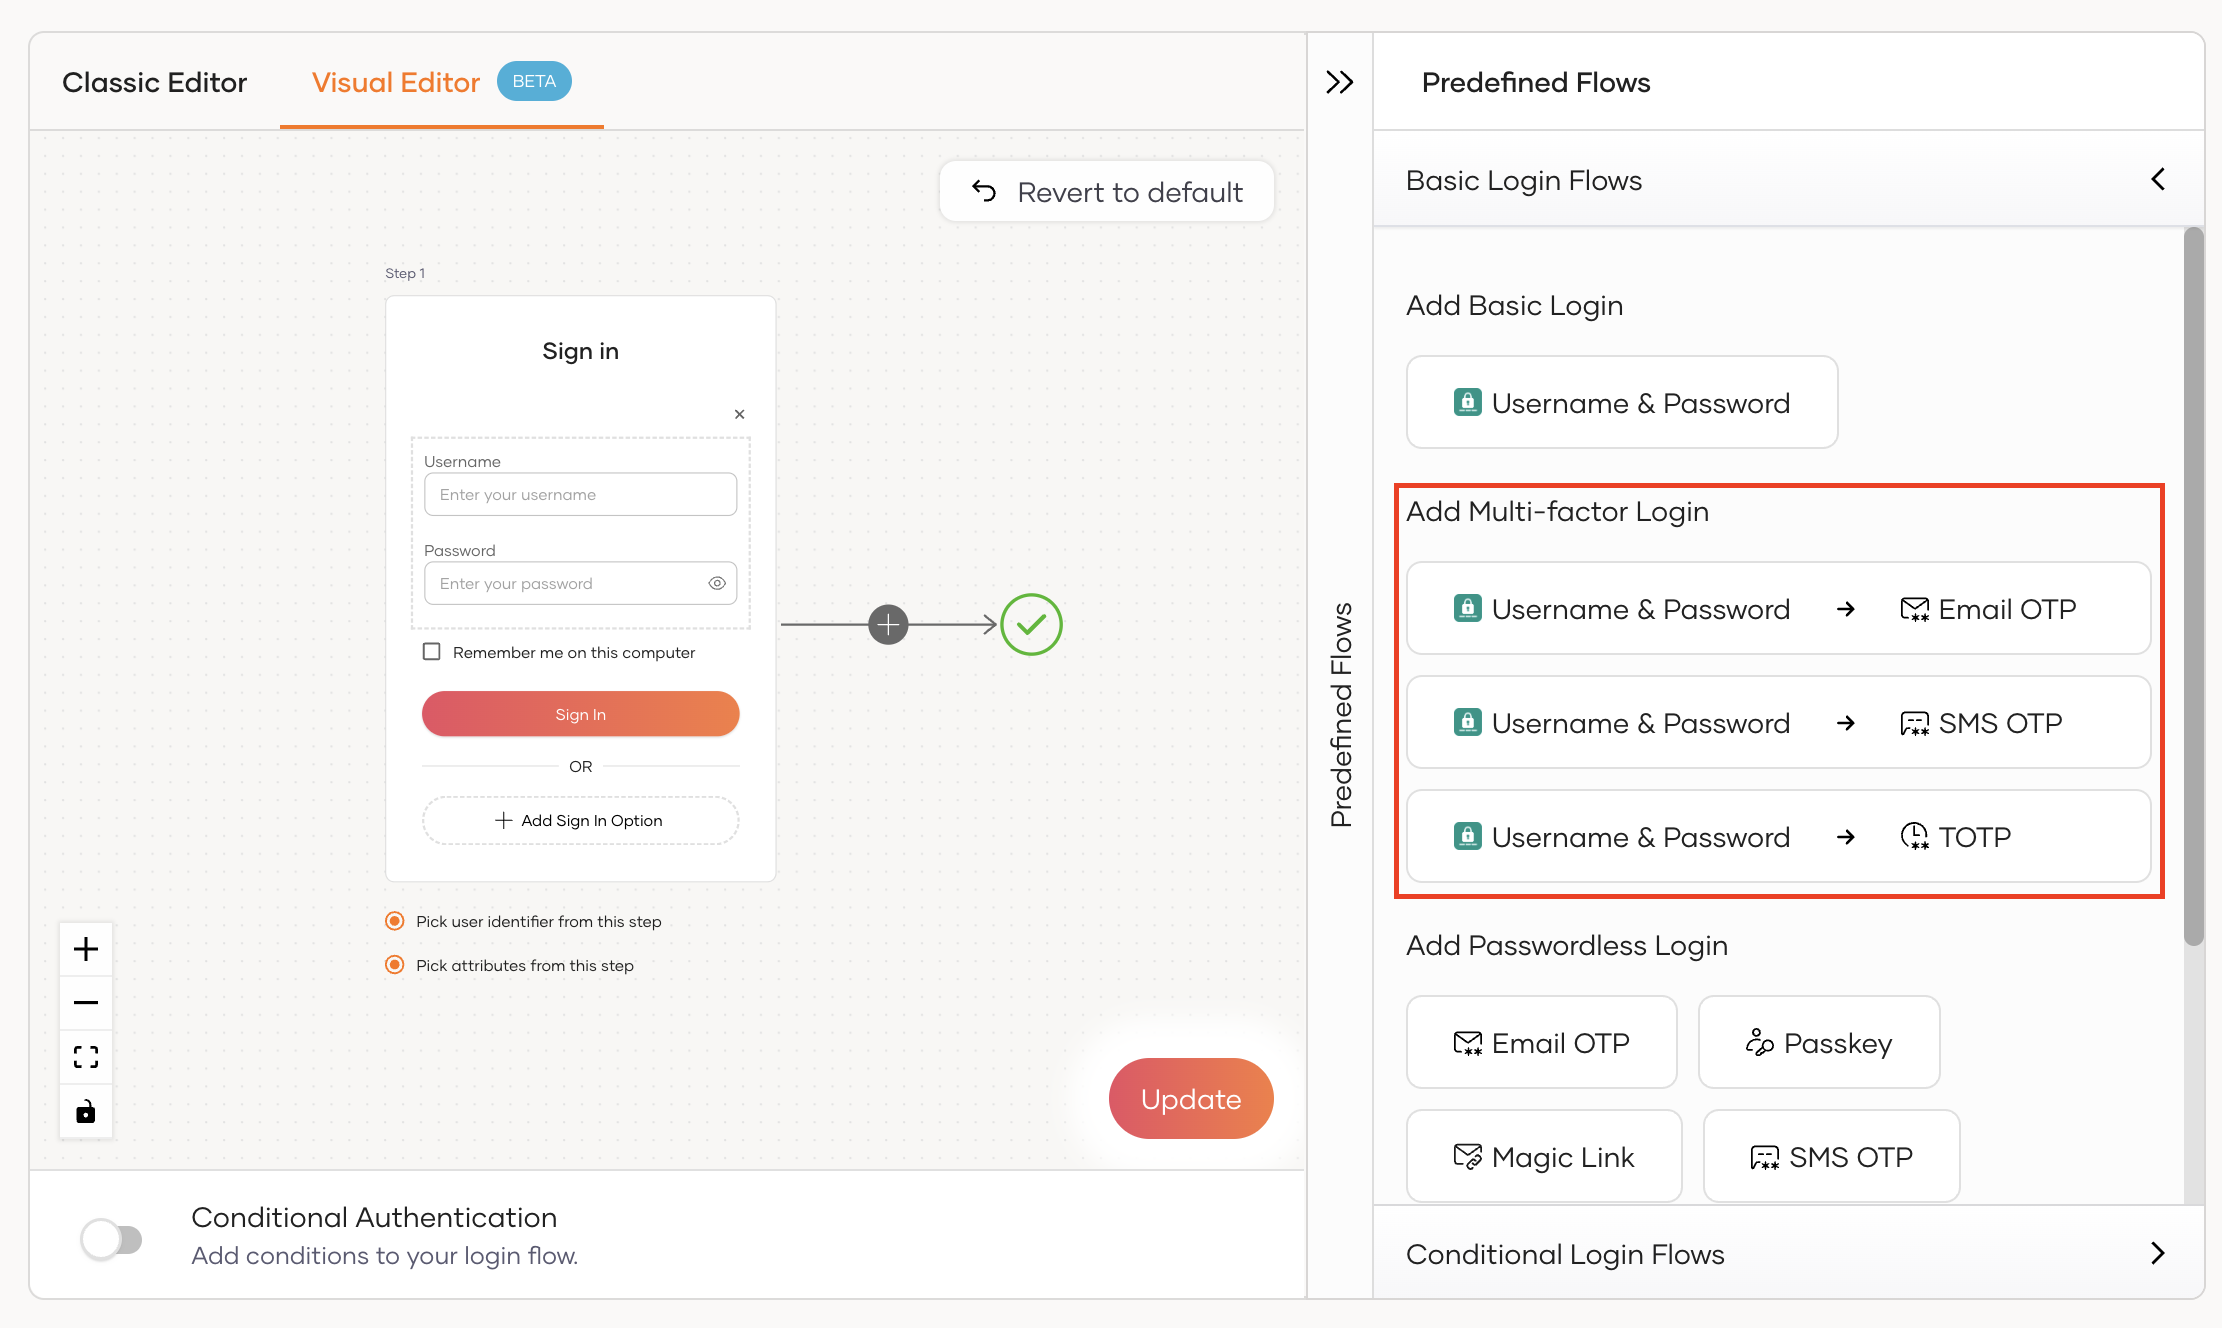 Classic Editor
Visual Editor
BETA
Revert to default
Step 1
Sign in
Username
Enter your username
Password
Enter your password
Remember me on this computer
Sign In
OR
Add Sign In Option
Pick user identifier from this step
Pick attributes from this step
Update
Conditional Authentication
Add conditions to your login flow.
Predefined Flows
Predefined Flows
Basic Login Flows
Add Basic Login
Username & Password
Add Multi-factor Login
Username & Password → Email OTP
Username & Password → SMS OTP
Username & Password → TOTP
Add Passwordless Login
Email OTP
Passkey
Magic Link
SMS OTP
Conditional Login Flows